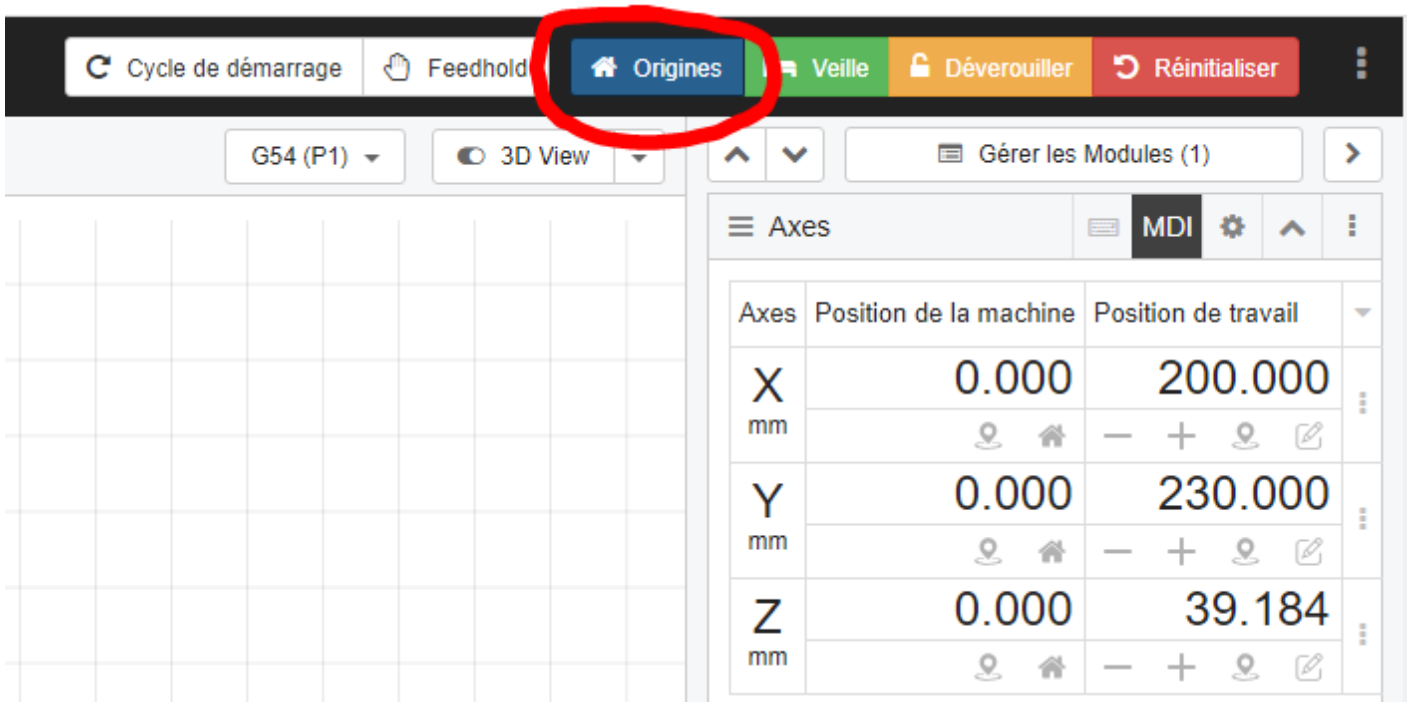 Cycle de démarrage Feedhold Origines Veille Déverouiller Réinitialiser
G54 (P1) 3D View Gérer les Modules (1)
Axes MDI
Axes Position de la machine Position de travail
X 0.000 200.000
mm
Y 0.000 230.000
mm
Z 0.000 39.184
mm